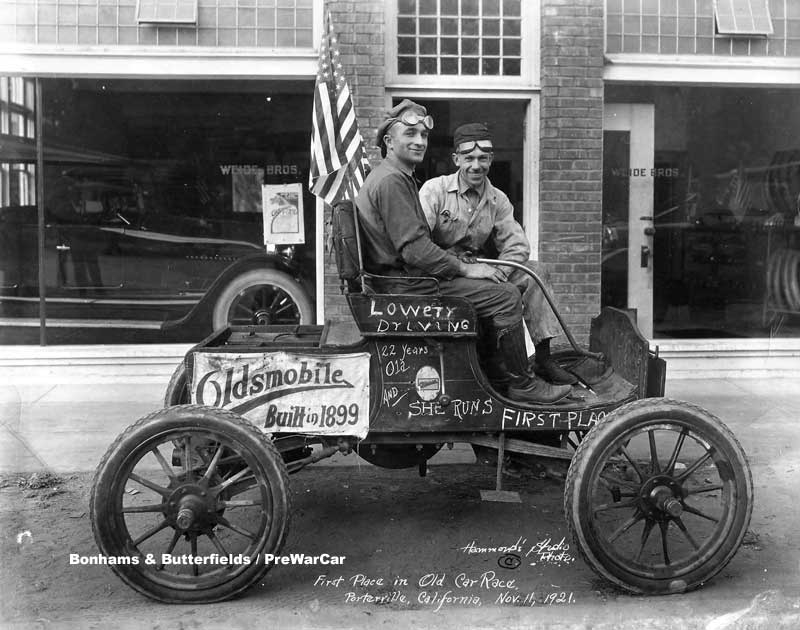 WEIDE BROS.
WEIDE BROS.
LOWERY
DRIVING
22 Years
Old
AND
SHE RUNS
FIRST PLACE
Oldsmobile
Built in 1899
Hammond's Studio
Photo.
First Place in Old Car Race
Porterville, California, Nov. 11, 1921.
Bonhams & Butterfields / PreWarCar